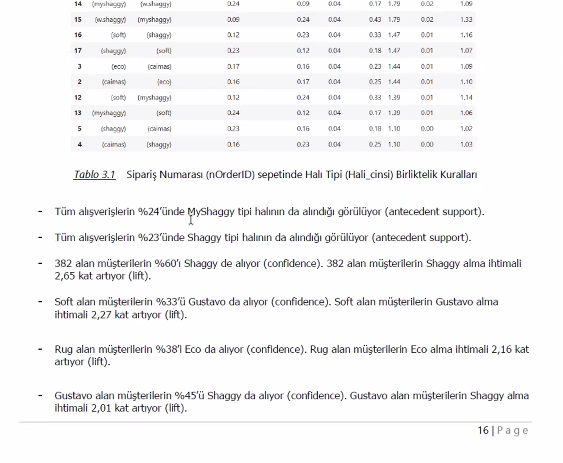 14 (myshaggy) (w.shaggy) 0.24 0.09 0.04 0.17 1.79 0.02 1.09
15 (w.shaggy) (myshaggy) 0.09 0.24 0.04 0.43 1.79 0.02 1.33
16 (soft) (shaggy) 0.12 0.23 0.04 0.33 1.47 0.01 1.16
17 (shaggy) (soft) 0.23 0.12 0.04 0.18 1.47 0.01 1.07
3 (eco) (caimas) 0.17 0.16 0.04 0.23 1.44 0.01 1.09
2 (caimas) (eco) 0.16 0.17 0.04 0.25 1.44 0.01 1.10
12 (soft) (myshaggy) 0.12 0.24 0.04 0.33 1.39 0.01 1.14
13 (myshaggy) (soft) 0.24 0.12 0.04 0.17 1.39 0.01 1.06
5 (shaggy) (caimas) 0.23 0.16 0.04 0.18 1.10 0.00 1.02
4 (caimas) (shaggy) 0.16 0.23 0.04 0.25 1.10 0.00 1.03
Tablo 3.1 Sipariş Numarası (nOrderID) sepetinde Halı Tipi (Hali_cinsi) Birliktelik Kuralları
- Tüm alışverişlerin %24’ünde MyShaggy tipi halının da alındığı görülüyor (antecedent support).
- Tüm alışverişlerin %23’ünde Shaggy tipi halının da alındığı görülüyor (antecedent support).
- 382 alan müşterilerin %60’ı Shaggy de alıyor (confidence). 382 alan müşterilerin Shaggy alma ihtimali
2,65 kat artıyor (lift).
- Soft alan müşterilerin %33’ü Gustavo da alıyor (confidence). Soft alan müşterilerin Gustavo alma
ihtimali 2,27 kat artıyor (lift).
- Rug alan müşterilerin %38’i Eco da alıyor (confidence). Rug alan müşterilerin Eco alma ihtimali 2,16 kat
artıyor (lift).
- Gustavo alan müşterilerin %45’ü Shaggy da alıyor (confidence). Gustavo alan müşterilerin Shaggy alma
ihtimali 2,01 kat artıyor (lift).
16 | P a g e